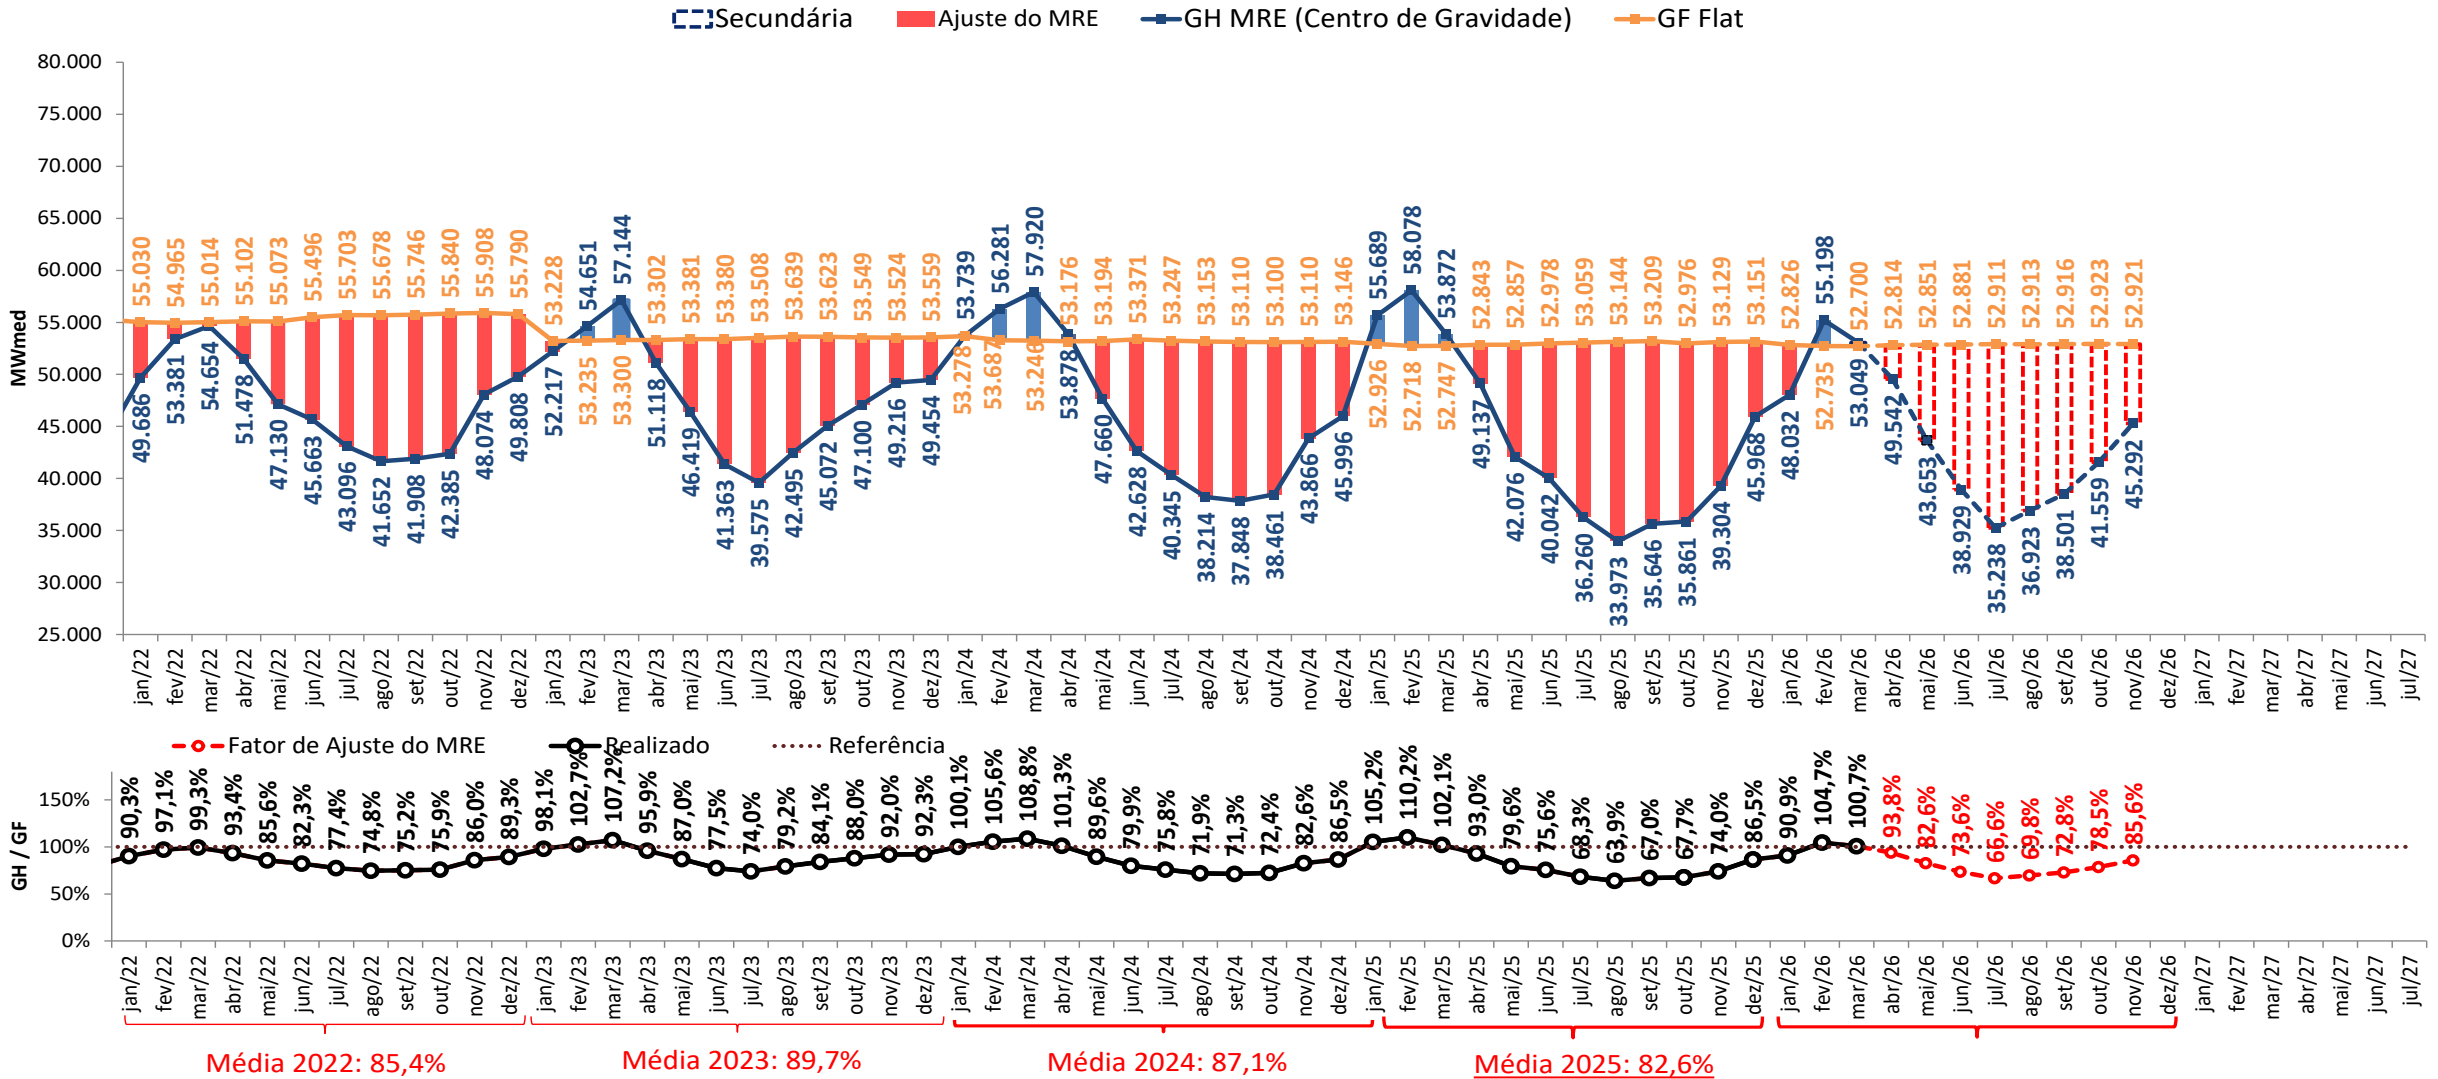 Secundária Ajuste do MRE GH MRE (Centro de Gravidade) GF Flat
MWmed
80.000
75.000
70.000
65.000
60.000
55.000
50.000
45.000
40.000
35.000
30.000
25.000
55.030 54.965 55.014 55.102 55.073 55.496 55.703 55.678 55.746 55.840 55.908 55.790 53.228 53.235 53.300 53.302 53.381 53.380 53.508 53.639 53.623 53.549 53.524 53.559 53.278 53.687 53.246 53.176 53.194 53.371 53.247 53.153 53.110 53.100 53.110 53.146 52.926 52.718 52.747 52.843 52.857 52.978 53.059 53.144 53.209 52.976 53.129 53.151 52.826 52.735 52.700 52.814 52.851 52.881 52.911 52.913 52.916 52.923 52.921
49.686 53.381 54.654 51.478 47.130 45.663 43.096 41.652 41.908 42.385 48.074 49.808 52.217 54.651 57.144 51.118 46.419 41.363 39.575 42.495 45.072 47.100 49.216 49.454 53.739 56.281 57.920 53.878 47.660 42.628 40.345 38.214 37.848 38.461 43.866 45.996 55.689 58.078 53.872 49.137 42.076 40.042 36.260 33.973 35.646 35.861 39.304 45.968 48.032 55.198 53.049 49.542 43.653 38.929 35.238 36.923 38.501 41.559 45.292
jan/22 fev/22 mar/22 abr/22 mai/22 jun/22 jul/22 ago/22 set/22 out/22 nov/22 dez/22 jan/23 fev/23 mar/23 abr/23 mai/23 jun/23 jul/23 ago/23 set/23 out/23 nov/23 dez/23 jan/24 fev/24 mar/24 abr/24 mai/24 jun/24 jul/24 ago/24 set/24 out/24 nov/24 dez/24 jan/25 fev/25 mar/25 abr/25 mai/25 jun/25 jul/25 ago/25 set/25 out/25 nov/25 dez/25 jan/26 fev/26 mar/26 abr/26 mai/26 jun/26 jul/26 ago/26 set/26 out/26 nov/26 dez/26 jan/27 fev/27 mar/27 abr/27 mai/27 jun/27 jul/27
Fator de Ajuste do MRE Realizado Referência
GH / GF
150%
100%
50%
0%
90,3% 97,1% 99,3% 93,4% 85,6% 82,3% 77,4% 74,8% 75,2% 75,9% 86,0% 89,3% 98,1% 102,7% 107,2% 95,9% 87,0% 77,5% 74,0% 79,2% 84,1% 88,0% 92,0% 92,3% 100,1% 105,6% 108,8% 101,3% 89,6% 79,9% 75,8% 71,9% 71,3% 72,4% 82,6% 86,5% 105,2% 110,2% 102,1% 93,0% 79,6% 75,6% 68,3% 63,9% 67,0% 67,7% 74,0% 86,5% 90,9% 104,7% 100,7% 93,8% 82,6% 73,6% 66,6% 69,8% 72,8% 78,5% 85,6%
jan/22 fev/22 mar/22 abr/22 mai/22 jun/22 jul/22 ago/22 set/22 out/22 nov/22 dez/22 jan/23 fev/23 mar/23 abr/23 mai/23 jun/23 jul/23 ago/23 set/23 out/23 nov/23 dez/23 jan/24 fev/24 mar/24 abr/24 mai/24 jun/24 jul/24 ago/24 set/24 out/24 nov/24 dez/24 jan/25 fev/25 mar/25 abr/25 mai/25 jun/25 jul/25 ago/25 set/25 out/25 nov/25 dez/25 jan/26 fev/26 mar/26 abr/26 mai/26 jun/26 jul/26 ago/26 set/26 out/26 nov/26 dez/26 jan/27 fev/27 mar/27 abr/27 mai/27 jun/27 jul/27
Média 2022: 85,4% Média 2023: 89,7% Média 2024: 87,1% Média 2025: 82,6%